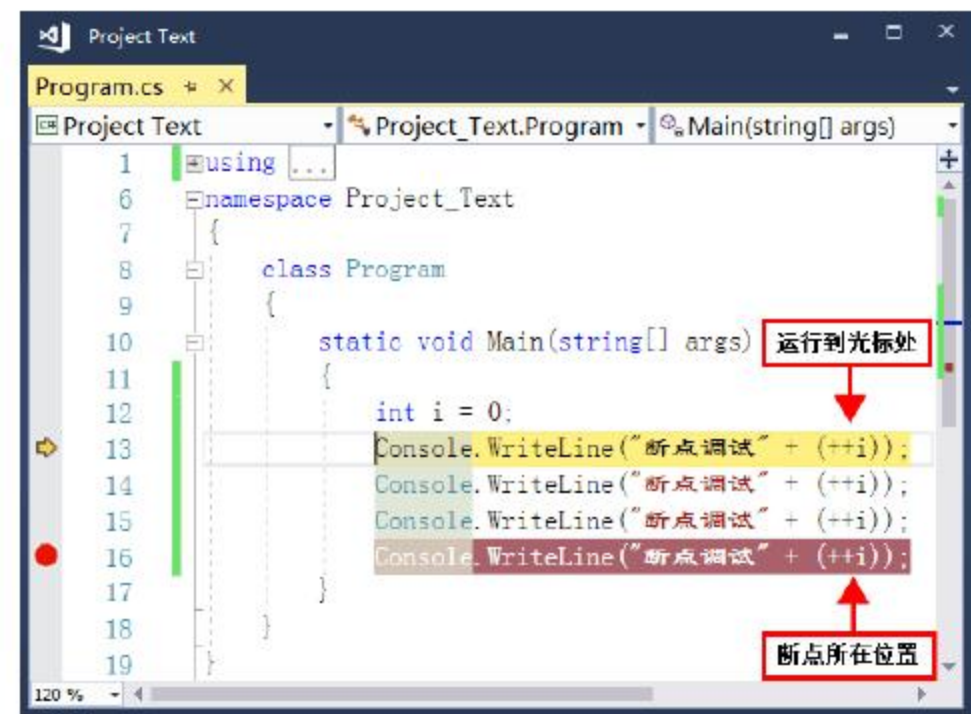 Project Text
Program.cs
Project Text Project_Text.Program Main(string[] args)
1 using ...
6 namespace Project_Text
7 {
8 class Program
9 {
10 static void Main(string[] args) 运行到光标处
11 {
12 int i = 0;
13 Console.WriteLine("断点调试" + (++i));
14 Console.WriteLine("断点调试" + (++i));
15 Console.WriteLine("断点调试" + (++i));
16 Console.WriteLine("断点调试" + (++i));
17 }
18 }
19 } 断点所在位置
120 %